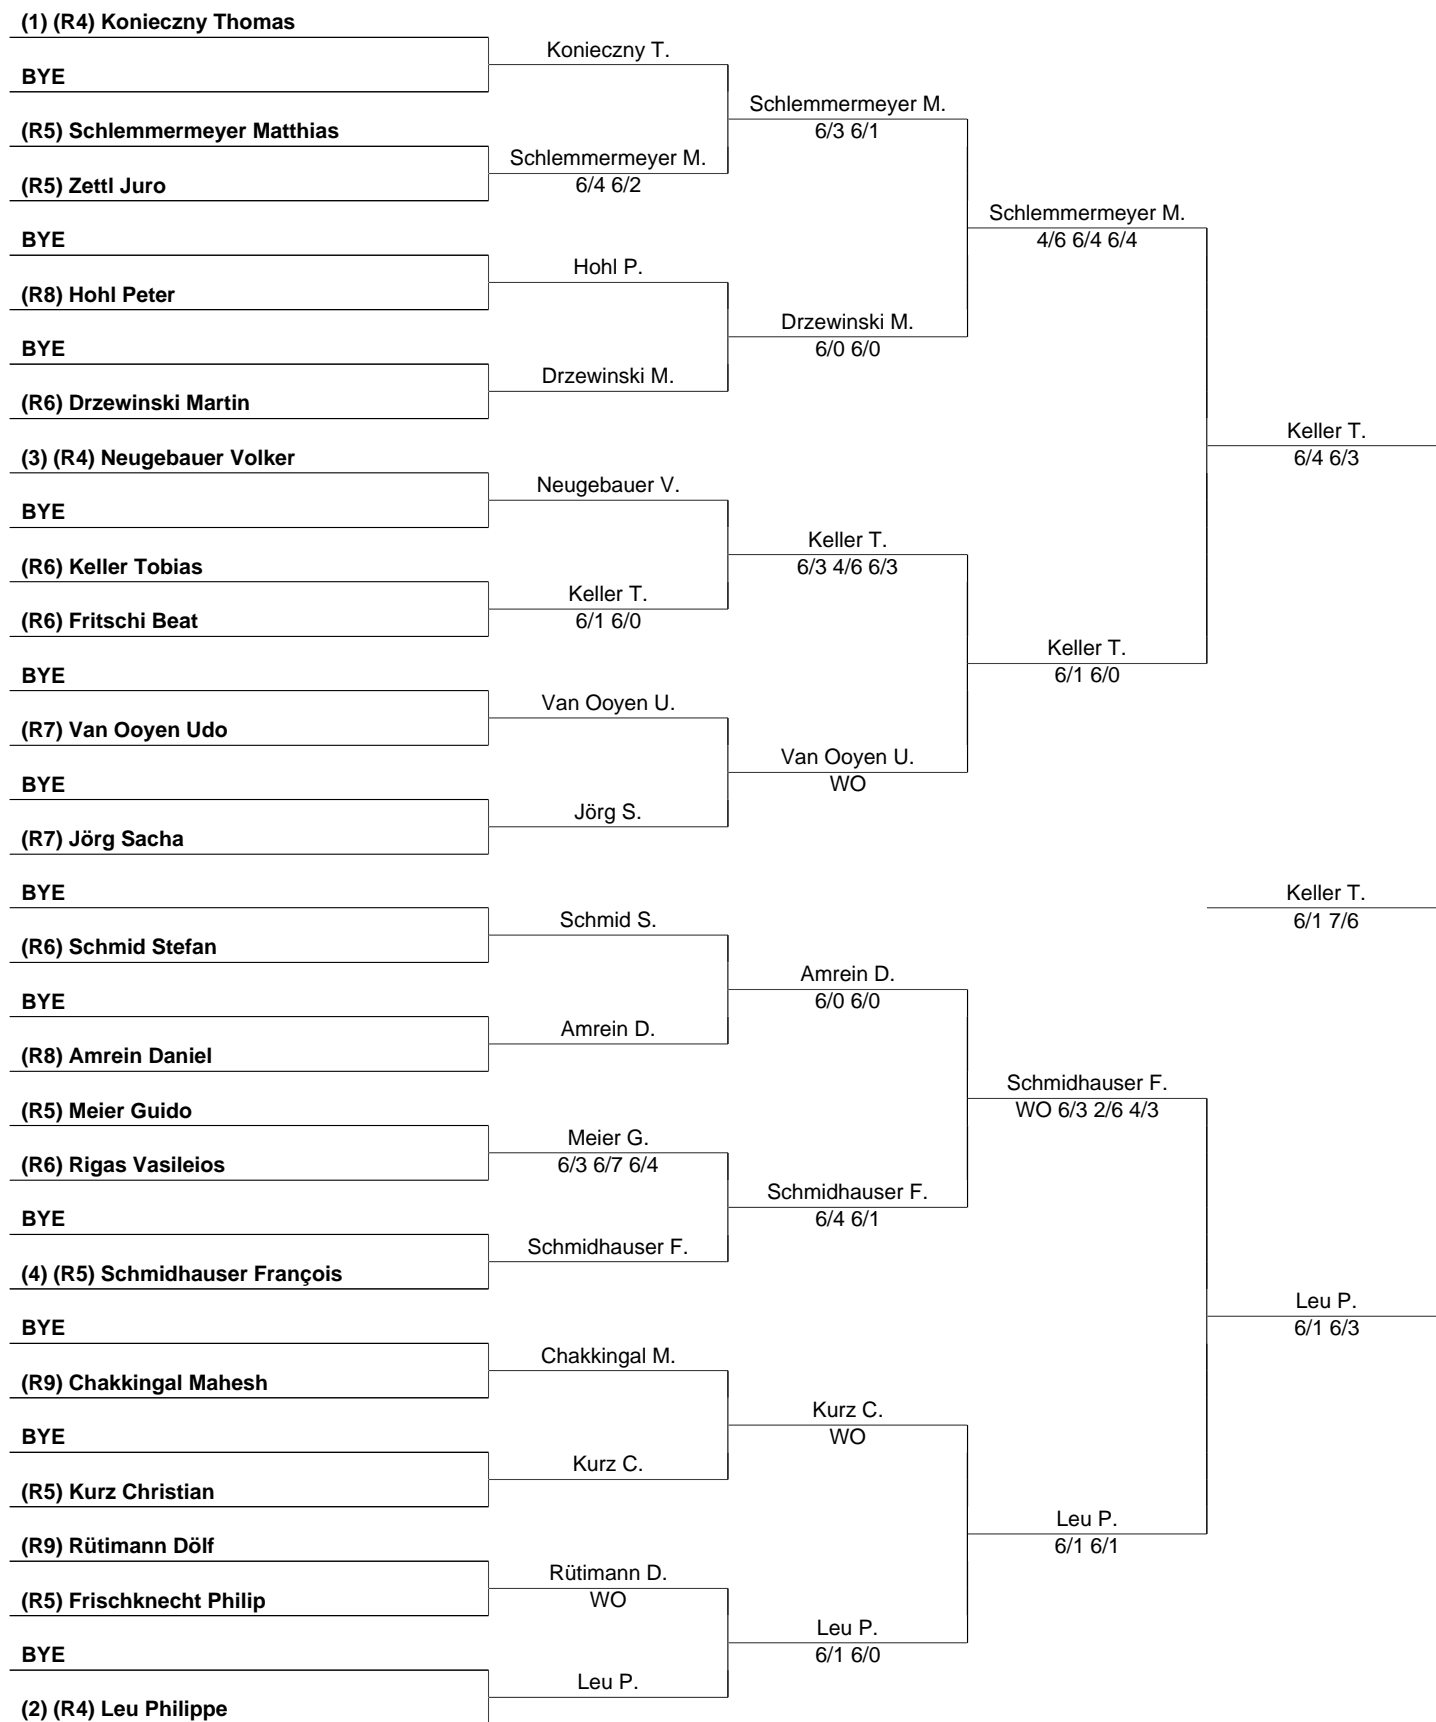 (1) (R4) Konieczny Thomas
Konieczny T.
BYE
Schlemmermeyer M.
6/3 6/1
(R5) Schlemmermeyer Matthias
Schlemmermeyer M.
6/4 6/2
(R5) Zettl Juro
Schlemmermeyer M.
4/6 6/4 6/4
BYE
Hohl P.
(R8) Hohl Peter
Drzewinski M.
6/0 6/0
BYE
Drzewinski M.
(R6) Drzewinski Martin
Keller T.
6/4 6/3
(3) (R4) Neugebauer Volker
Neugebauer V.
BYE
Keller T.
6/3 4/6 6/3
(R6) Keller Tobias
Keller T.
6/1 6/0
(R6) Fritschi Beat
Keller T.
6/1 6/0
BYE
Van Ooyen U.
(R7) Van Ooyen Udo
Van Ooyen U.
WO
BYE
Jörg S.
(R7) Jörg Sacha
BYE
Keller T.
6/1 7/6
Schmid S.
(R6) Schmid Stefan
Amrein D.
6/0 6/0
BYE
Amrein D.
(R8) Amrein Daniel
Schmidhauser F.
WO 6/3 2/6 4/3
(R5) Meier Guido
Meier G.
6/3 6/7 6/4
(R6) Rigas Vasileios
Schmidhauser F.
6/4 6/1
BYE
Schmidhauser F.
(4) (R5) Schmidhauser François
Leu P.
6/1 6/3
BYE
Chakkingal M.
(R9) Chakkingal Mahesh
Kurz C.
WO
BYE
Kurz C.
(R5) Kurz Christian
Leu P.
6/1 6/1
(R9) Rütimann Dölf
Rütimann D.
WO
(R5) Frischknecht Philip
Leu P.
6/1 6/0
BYE
Leu P.
(2) (R4) Leu Philippe